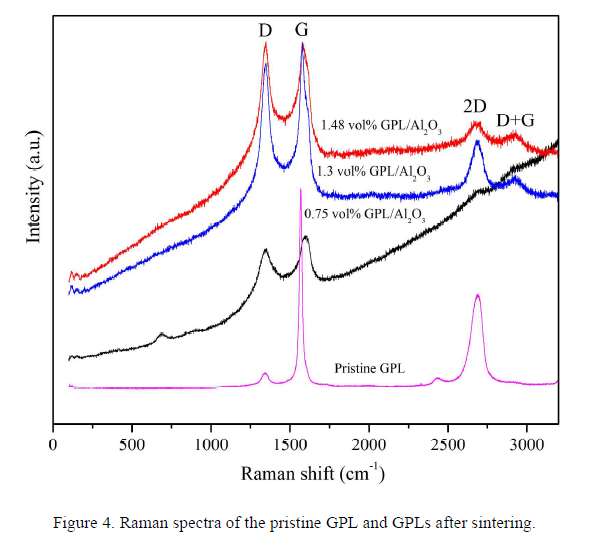 D G
1.48 vol% GPL/Al₂O₃
2D
D+G
1.3 vol% GPL/Al₂O₃
0.75 vol% GPL/Al₂O₃
Pristine GPL
Intensity (a.u.)
0 500 1000 1500 2000 2500 3000
Raman shift (cm⁻¹)
Figure 4. Raman spectra of the pristine GPL and GPLs after sintering.